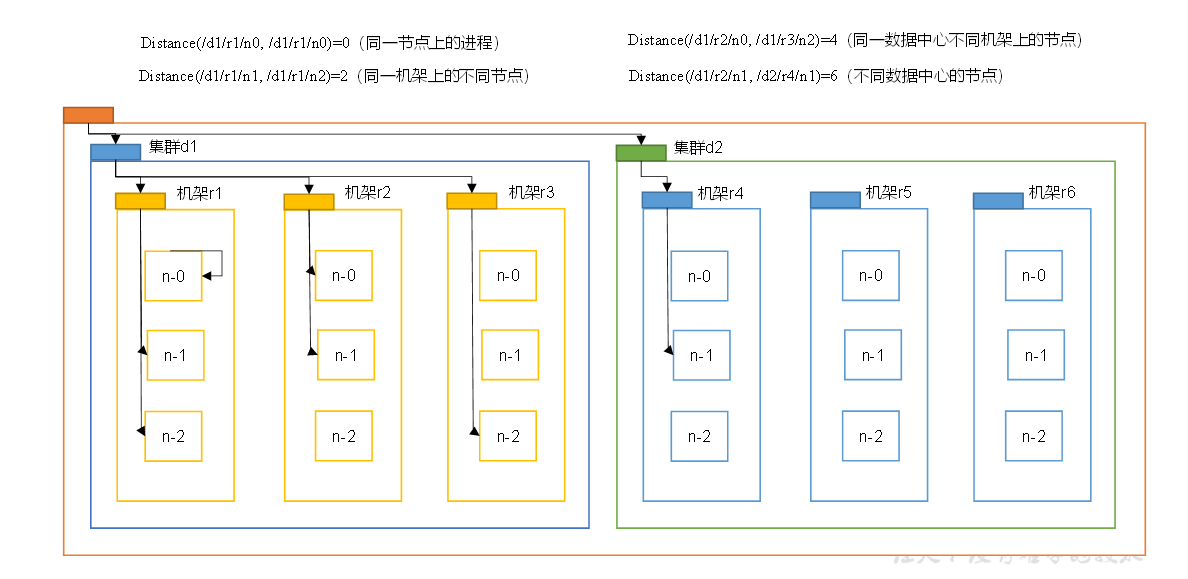 Distance(/d1/r1/n0, /d1/r1/n0)=0（同一节点上的进程）
Distance(/d1/r2/n0, /d1/r3/n2)=4（同一数据中心不同机架上的节点）
Distance(/d1/r1/n1, /d1/r1/n2)=2（同一机架上的不同节点）
Distance(/d1/r2/n1, /d2/r4/n1)=6（不同数据中心的节点）
集群d1
集群d2
机架r1
机架r2
机架r3
机架r4
机架r5
机架r6
n-0
n-0
n-0
n-0
n-0
n-0
n-1
n-1
n-1
n-1
n-1
n-1
n-2
n-2
n-2
n-2
n-2
n-2